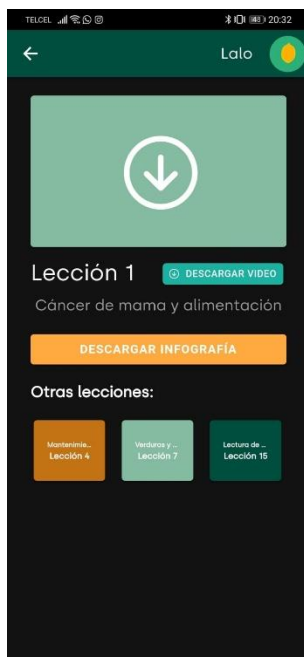 TELCEL 48 20:32
Lalo
Lección 1
DESCARGAR VIDEO
Cáncer de mama y alimentación
DESCARGAR INFOGRAFÍA
Otras lecciones:
Mantenimie...
Lección 4
Verduras y ...
Lección 7
Lectura de ...
Lección 15